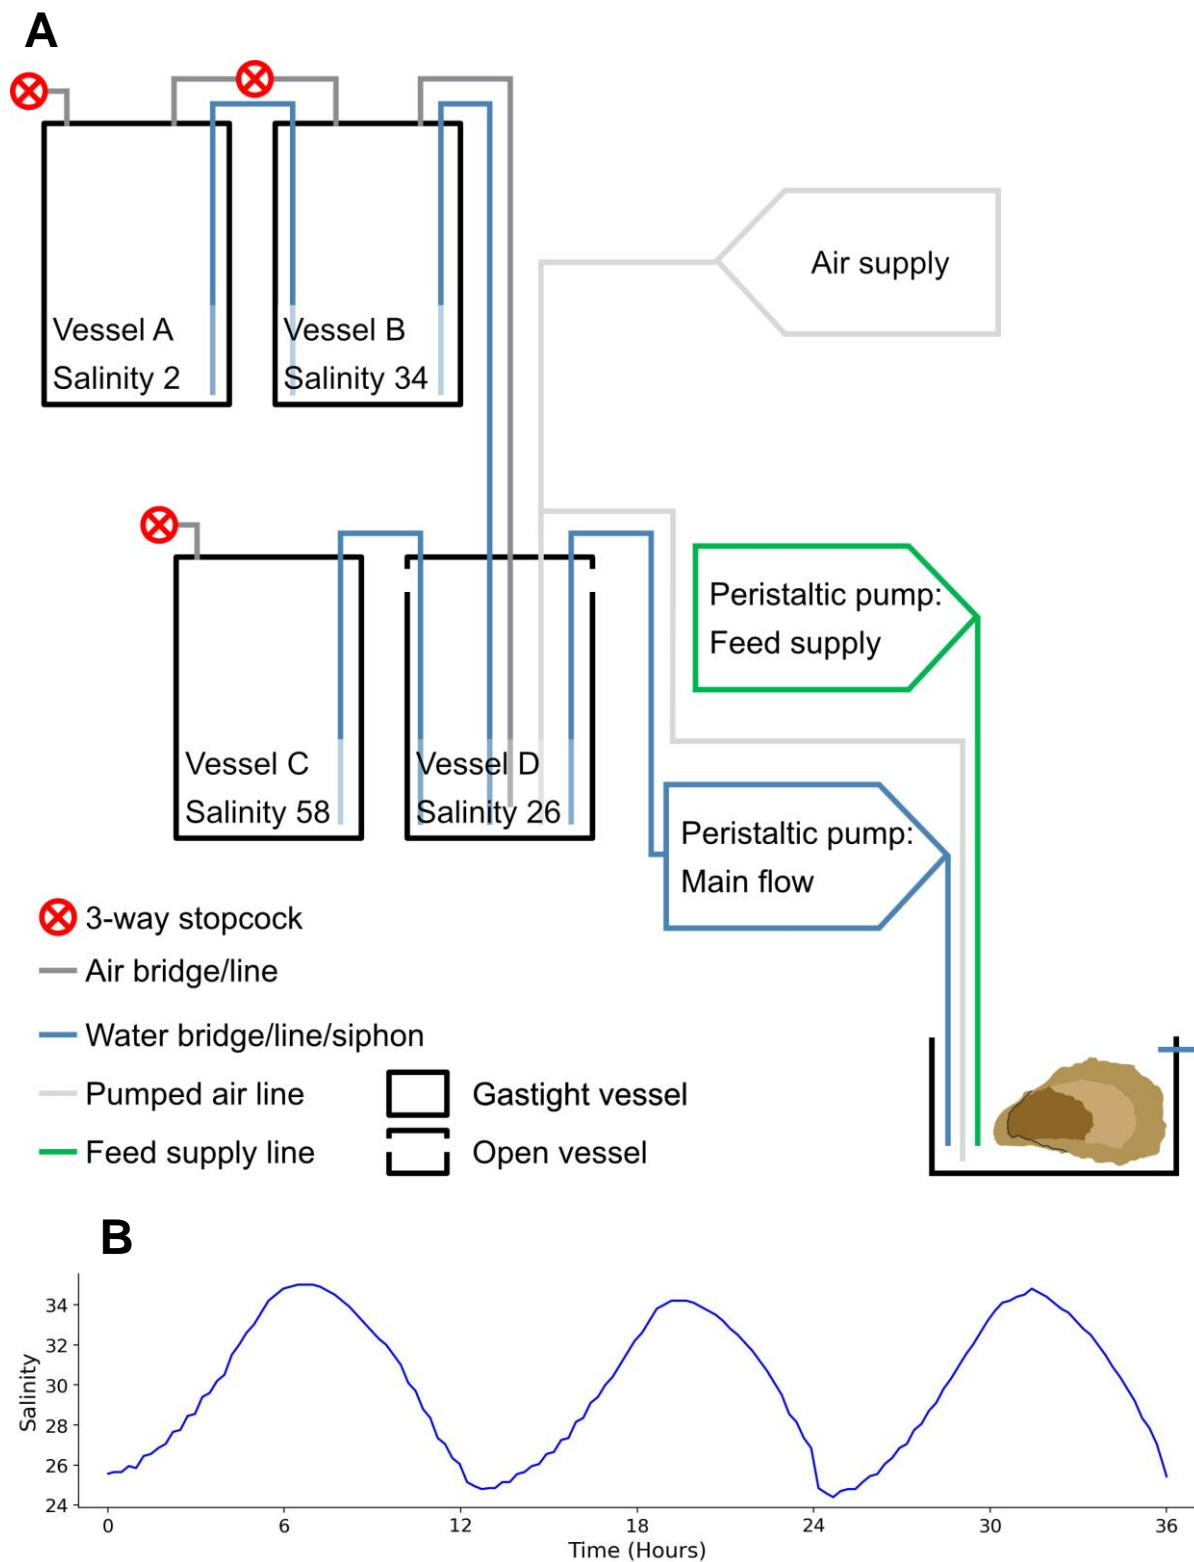 A
Vessel A
Salinity 2
Vessel B
Salinity 34
Air supply
Peristaltic pump:
Feed supply
Vessel C
Salinity 58
Vessel D
Salinity 26
Peristaltic pump:
Main flow
3-way stopcock
Air bridge/line
Water bridge/line/siphon
Pumped air line
Gastight vessel
Feed supply line
Open vessel
B
34
32
30
28
26
24
Salinity
0 6 12 18 24 30 36
Time (Hours)